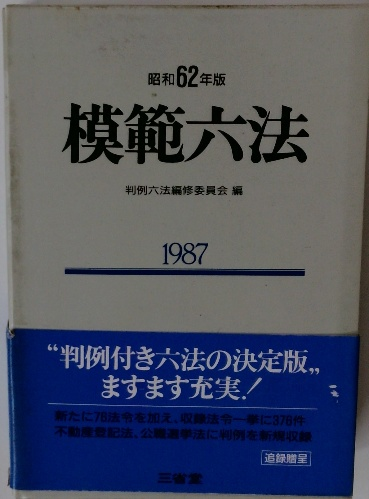 昭和62年版
模範六法
判例六法編修委員会 編
1987
“判例付き六法の決定版„
ますます充実!
新たに78法令を加え、収録法令一挙に376件
不動産登記法、公職選挙法に判例を新規収録
追録贈呈
三省堂